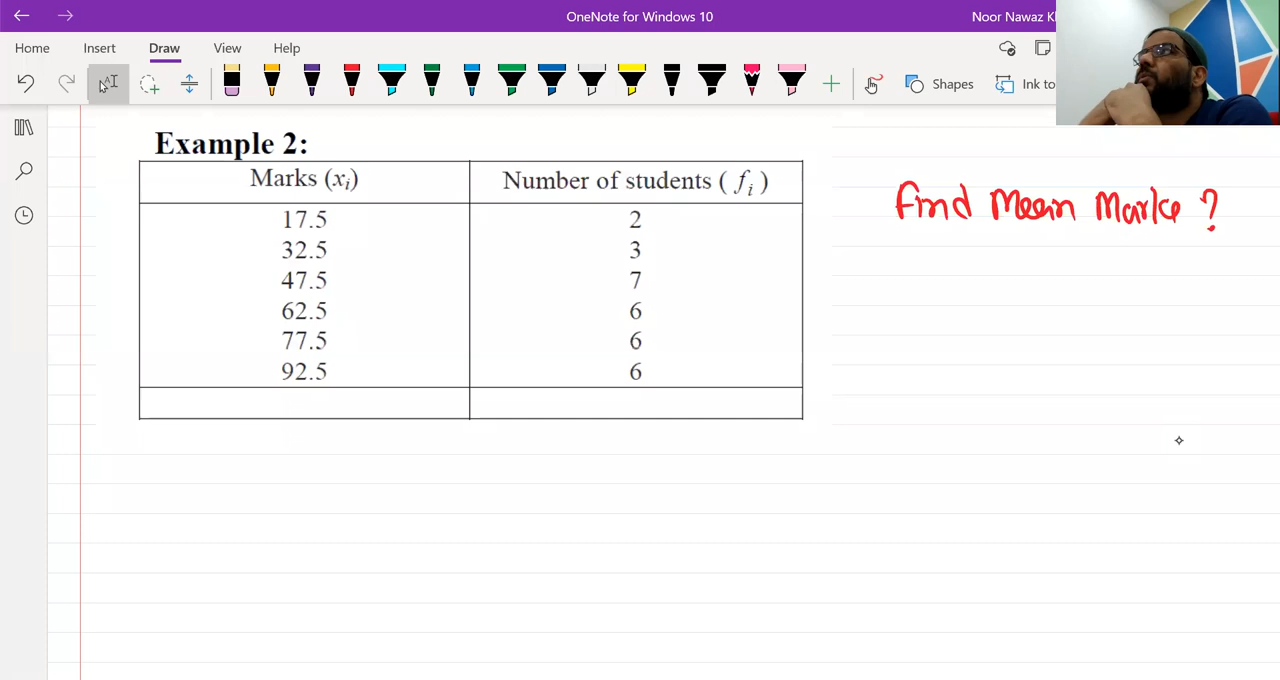 OneNote for Windows 10
Noor Nawaz Kh
Home Insert Draw View Help
Shapes
Ink to
Example 2:
Marks (xᵢ) Number of students ( fᵢ )
17.5 2
32.5 3
47.5 7
62.5 6
77.5 6
92.5 6
Find Mean Marks ?